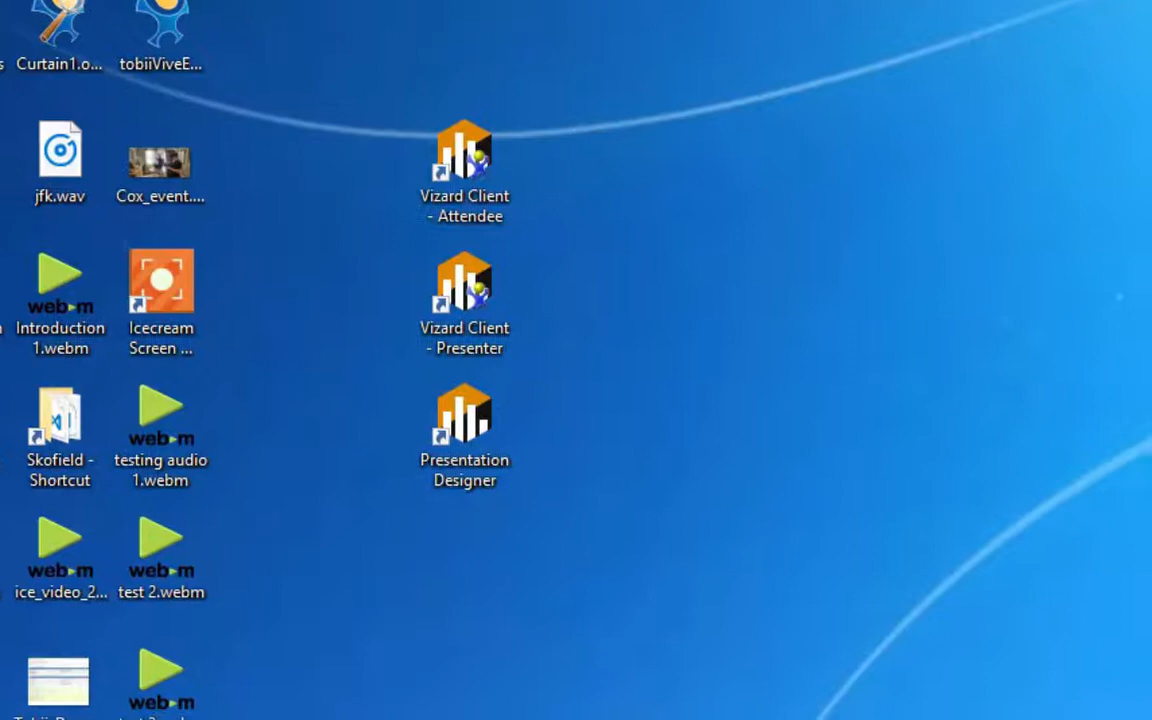 Curtain1.o...
tobiiViveE...
jfk.wav
Cox_event....
Vizard Client
- Attendee
web-m
Introduction
1.webm
Icecream
Screen ...
Vizard Client
- Presenter
Skofield -
Shortcut
web-m
testing audio
1.webm
Presentation
Designer
web-m
ice_video_2...
web-m
test 2.webm
web-m